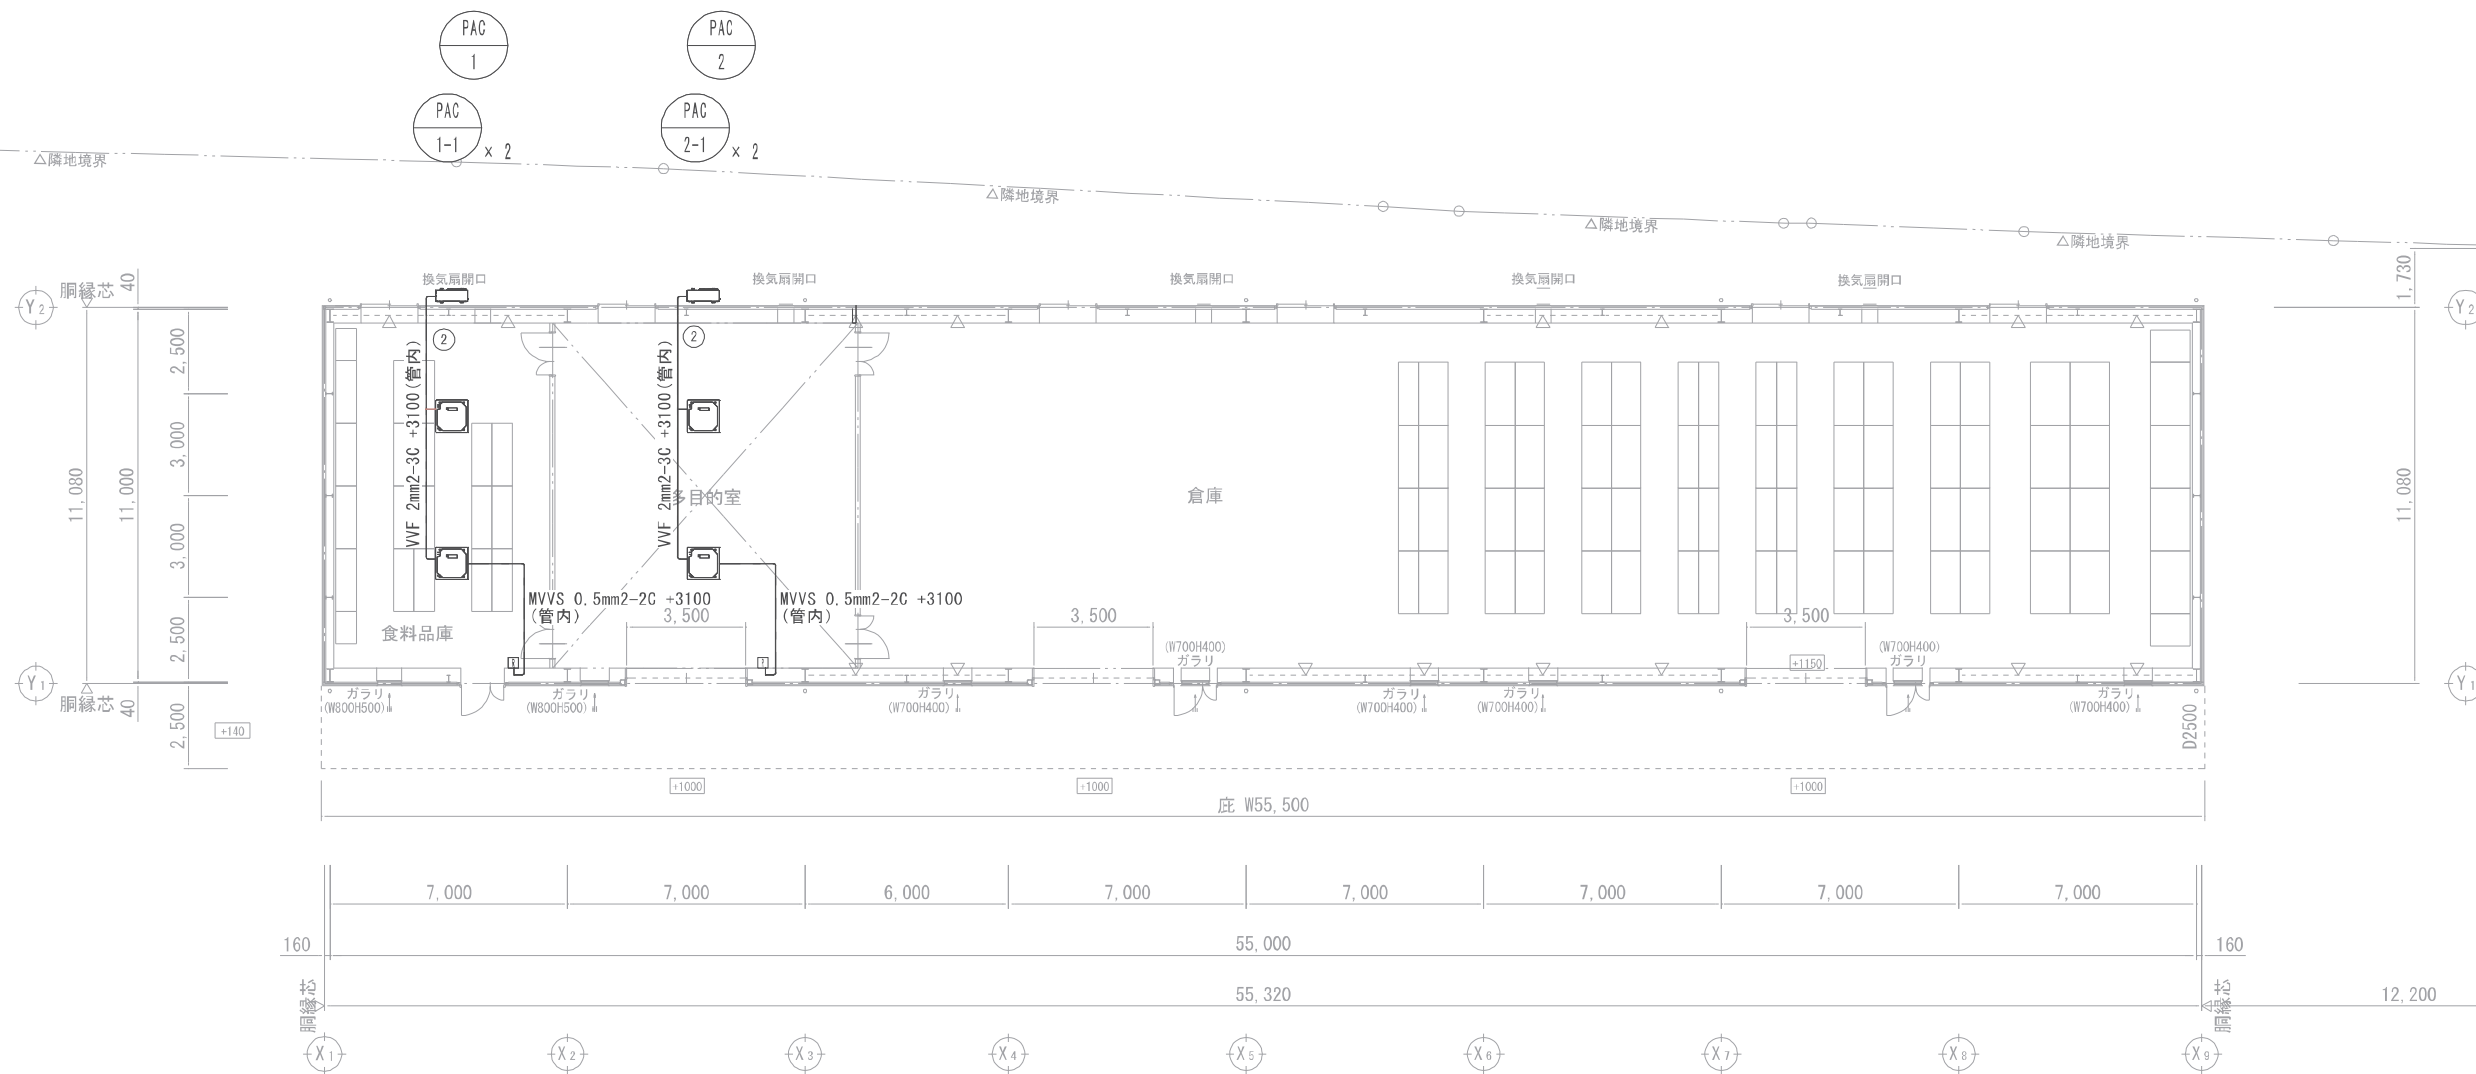 PAC
1
PAC
2
PAC
1-1
× 2
PAC
2-1
× 2
△隣地境界
△隣地境界
△隣地境界
△隣地境界
換気扇開口
換気扇開口
換気扇開口
換気扇開口
換気扇開口
Y2
胴縁芯
40
1,730
Y2
2
2
2,500
3,000
3,000
2,500
2,500
11,080
11,000
11,080
VVF 2mm2-3C +3100(管内)
VVF 2mm2-3C +3100(管内)
多目的室
倉庫
MVVS 0.5mm2-2C +3100
(管内)
MVVS 0.5mm2-2C +3100
(管内)
3,500
3,500
3,500
食料品庫
(W700H400)
ガラリ
(W700H400)
ガラリ
+1150
Y1
胴縁芯
40
Y1
ガラリ
(W800H500)
ガラリ
(W800H500)
ガラリ
(W700H400)
ガラリ
(W700H400)
ガラリ
(W700H400)
ガラリ
(W700H400)
D2500
+140
+1000
+1000
+1000
庇 W55,500
7,000
7,000
6,000
7,000
7,000
7,000
7,000
7,000
160
55,000
160
胴縁芯
55,320
胴縁芯
12,200
X1
X2
X3
X4
X5
X6
X7
X8
X9